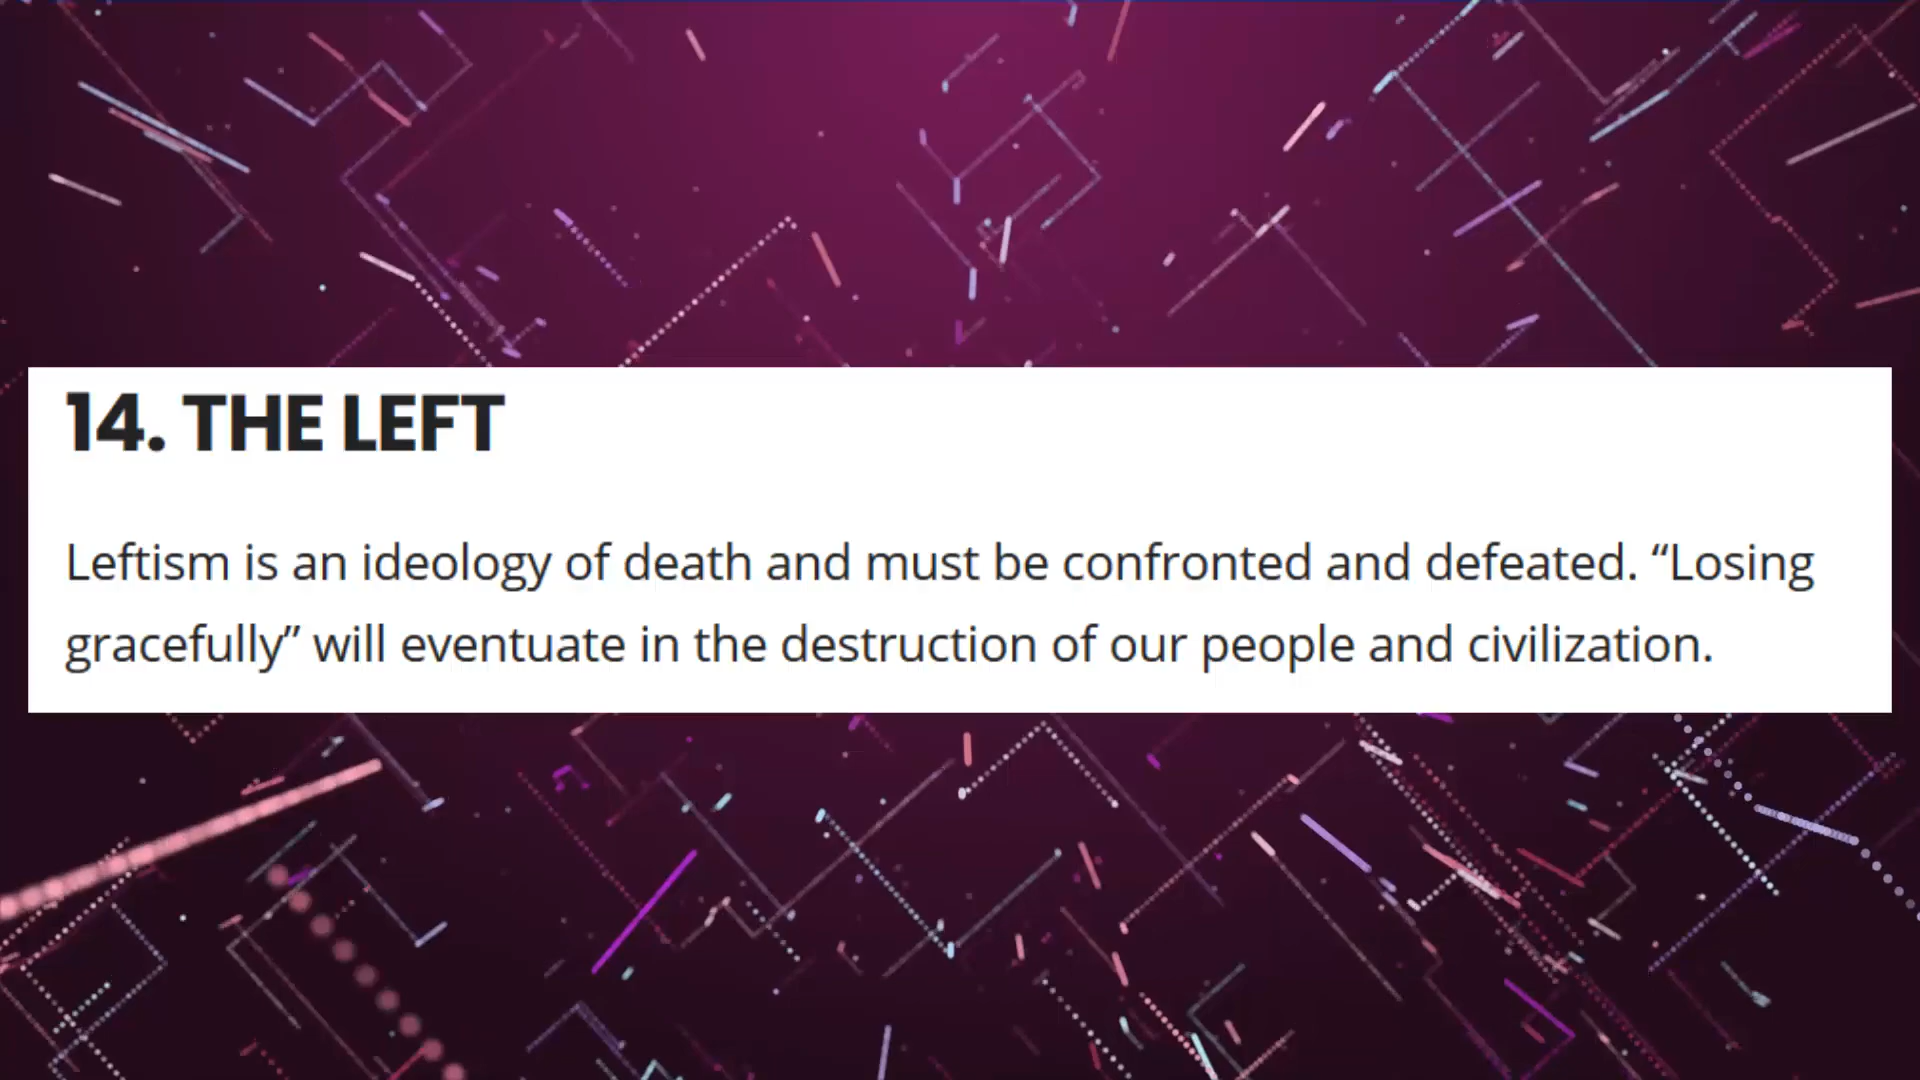 14. THE LEFT
Leftism is an ideology of death and must be confronted and defeated. “Losing
gracefully” will eventuate in the destruction of our people and civilization.